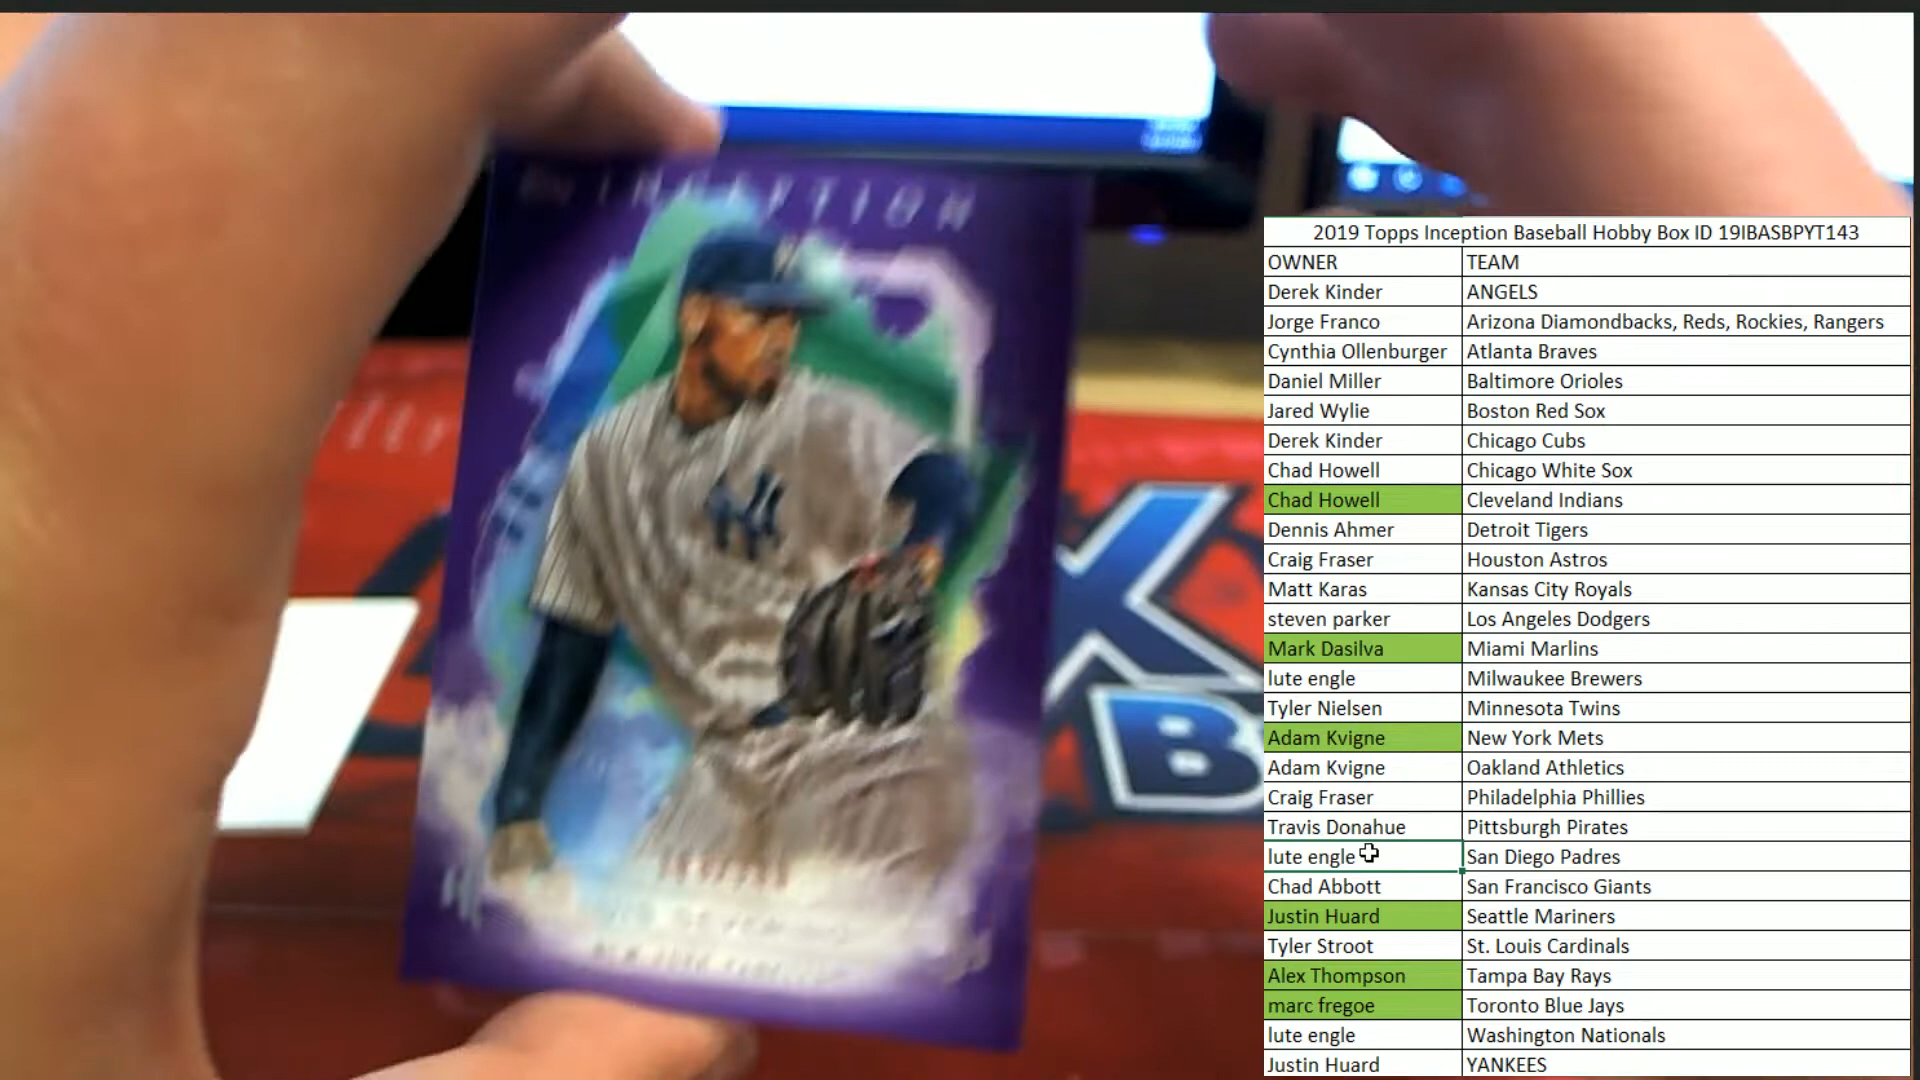 INCEPTION
NY
K
B
2019 Topps Inception Baseball Hobby Box ID 19IBASBPYT143
OWNER TEAM
Derek Kinder ANGELS
Jorge Franco Arizona Diamondbacks, Reds, Rockies, Rangers
Cynthia Ollenburger Atlanta Braves
Daniel Miller Baltimore Orioles
Jared Wylie Boston Red Sox
Derek Kinder Chicago Cubs
Chad Howell Chicago White Sox
Chad Howell Cleveland Indians
Dennis Ahmer Detroit Tigers
Craig Fraser Houston Astros
Matt Karas Kansas City Royals
steven parker Los Angeles Dodgers
Mark Dasilva Miami Marlins
lute engle Milwaukee Brewers
Tyler Nielsen Minnesota Twins
Adam Kvigne New York Mets
Adam Kvigne Oakland Athletics
Craig Fraser Philadelphia Phillies
Travis Donahue Pittsburgh Pirates
lute engle San Diego Padres
Chad Abbott San Francisco Giants
Justin Huard Seattle Mariners
Tyler Stroot St. Louis Cardinals
Alex Thompson Tampa Bay Rays
marc fregoe Toronto Blue Jays
lute engle Washington Nationals
Justin Huard YANKEES